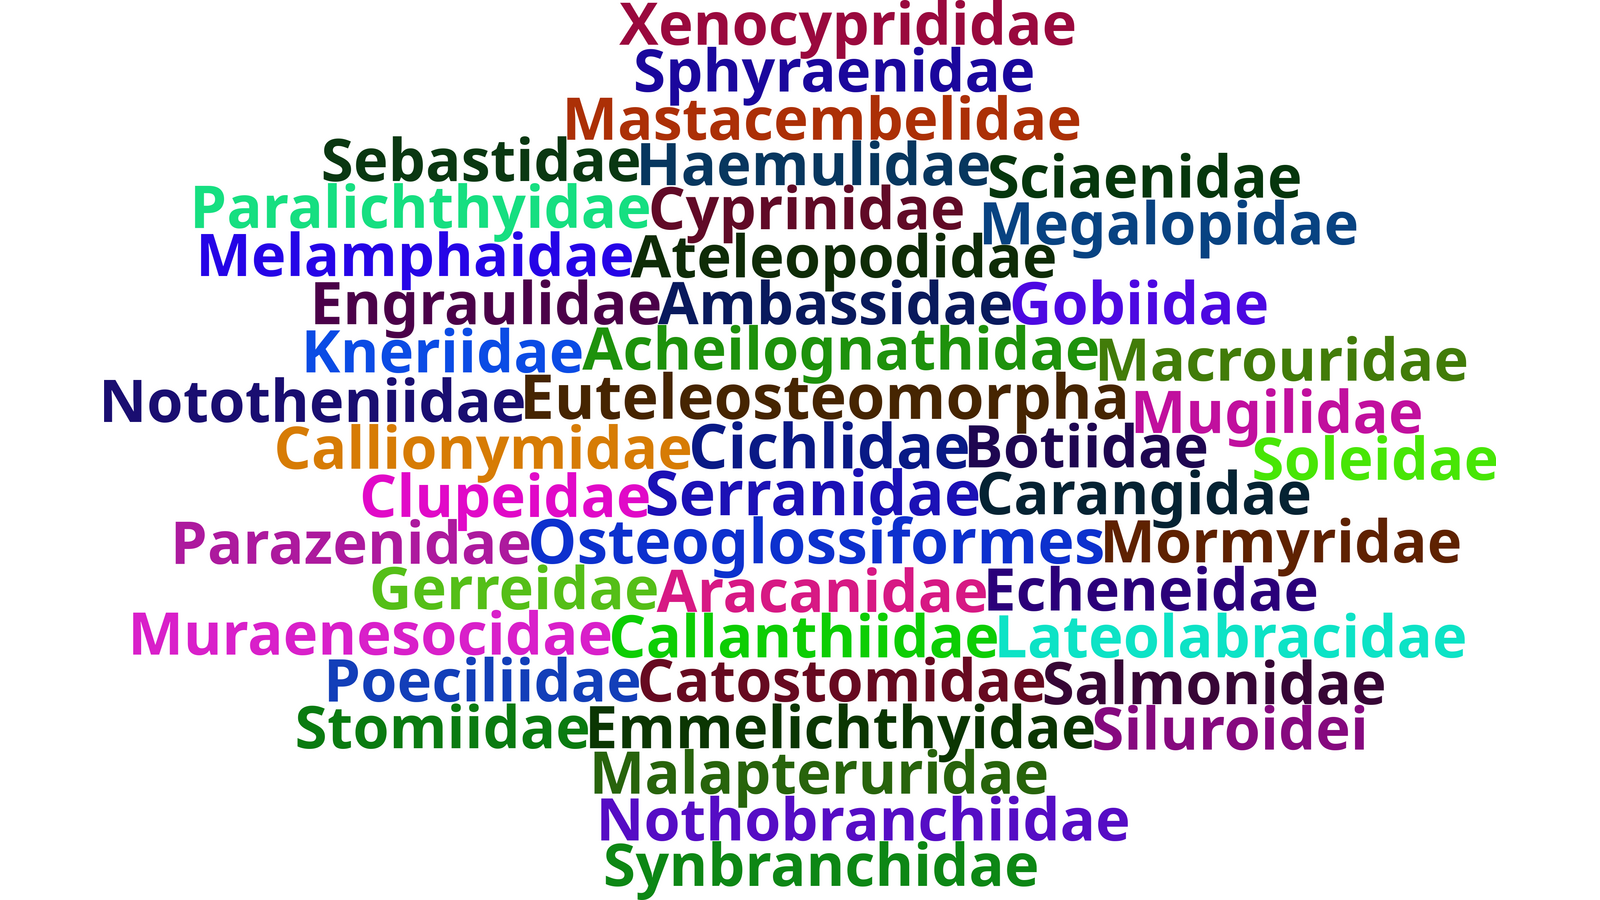 Xenocyprididae
Sphyraenidae
Mastacembelidae
Sebastidae Haemulidae Sciaenidae
Paralichthyidae Cyprinidae Megalopidae
Melamphaidae Ateleopodidae
Engraulidae Ambassidae Gobiidae
Kneriidae Acheilognathidae Macrouridae
Nototheniidae Euteleosteomorpha Mugilidae
Callionymidae Cichlidae Botiidae Soleidae
Clupeidae Serranidae Carangidae
Parazenidae Osteoglossiformes Mormyridae
Gerreidae Aracanidae Echeneidae
Muraenesocidae Callanthiidae Lateolabracidae
Poeciliidae Catostomidae Salmonidae
Stomiidae Emmelichthyidae Siluroidei
Malapteruridae
Nothobranchiidae
Synbranchidae